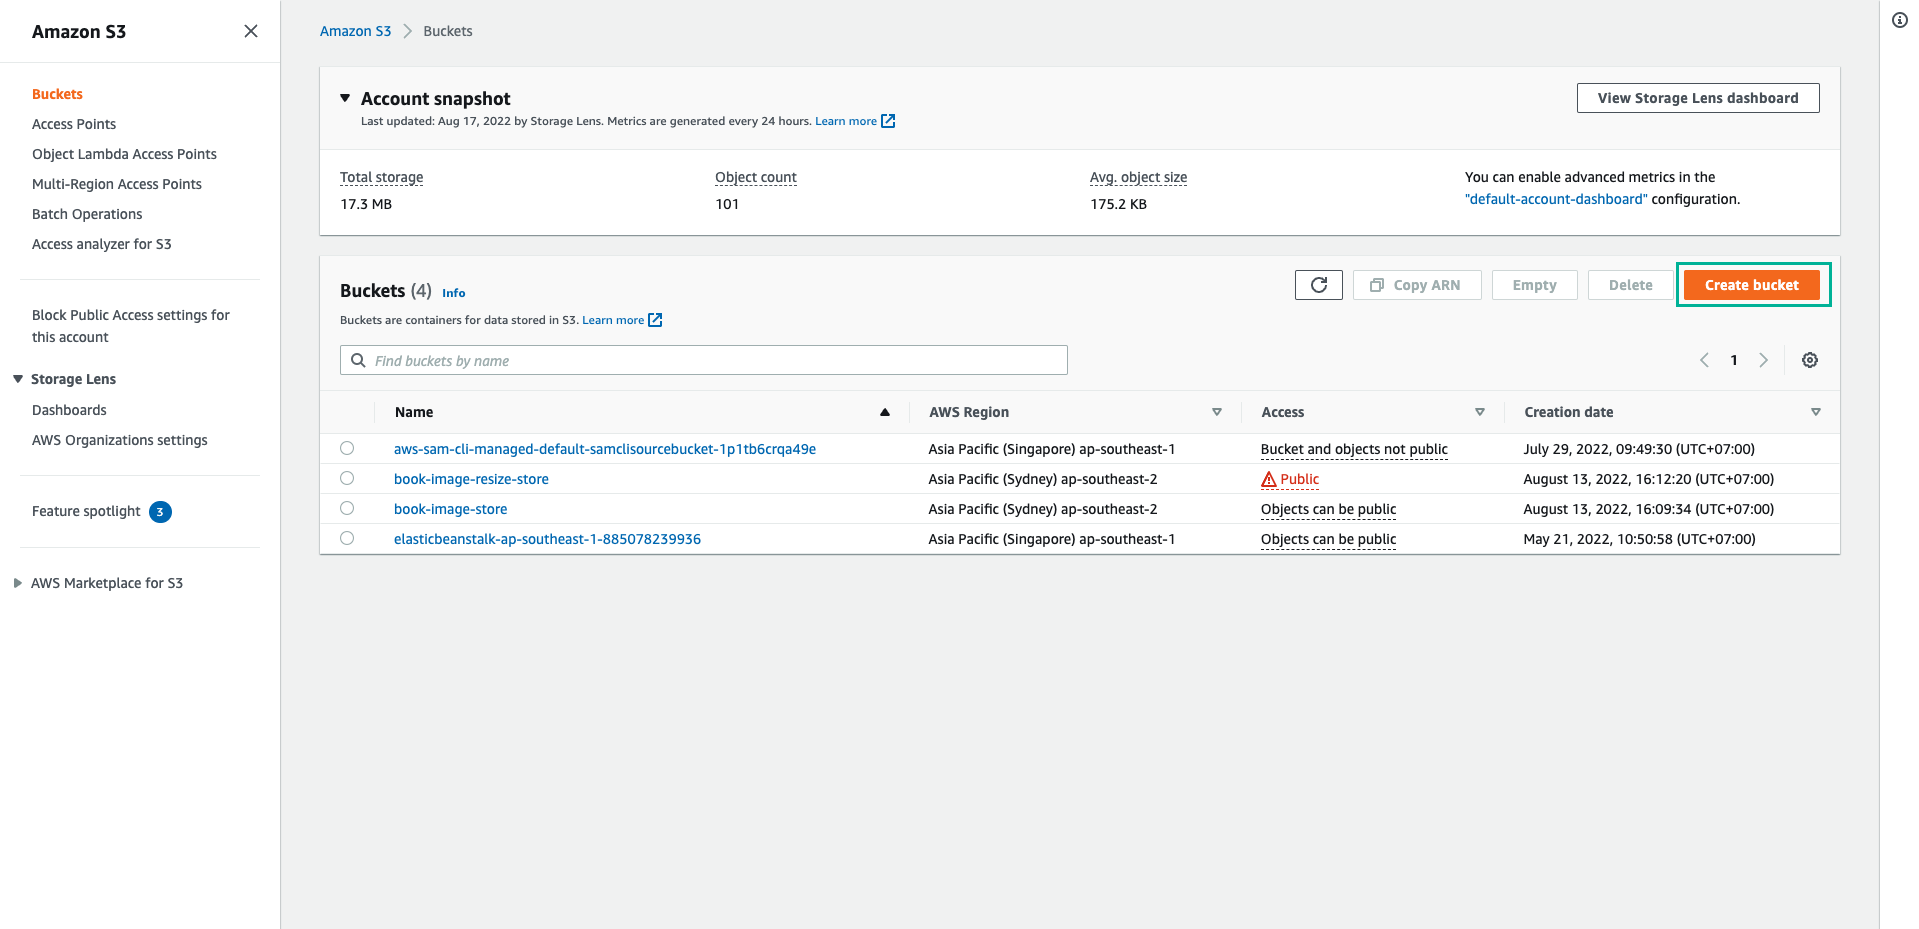 Amazon S3
Buckets
Access Points
Object Lambda Access Points
Multi-Region Access Points
Batch Operations
Access analyzer for S3
Block Public Access settings for
this account
Storage Lens
Dashboards
AWS Organizations settings
Feature spotlight 3
AWS Marketplace for S3
Amazon S3 Buckets
Account snapshot
View Storage Lens dashboard
Last updated: Aug 17, 2022 by Storage Lens. Metrics are generated every 24 hours. Learn more
Total storage
17.3 MB
Object count
101
Avg. object size
175.2 KB
You can enable advanced metrics in the
"default-account-dashboard" configuration.
Buckets (4) Info
Copy ARN Empty Delete Create bucket
Buckets are containers for data stored in S3. Learn more
Find buckets by name
1
Name AWS Region Access Creation date
aws-sam-cli-managed-default-samclisourcebucket-1p1tb6crqa49e Asia Pacific (Singapore) ap-southeast-1 Bucket and objects not public July 29, 2022, 09:49:30 (UTC+07:00)
book-image-resize-store Asia Pacific (Sydney) ap-southeast-2 Public August 13, 2022, 16:12:20 (UTC+07:00)
book-image-store Asia Pacific (Sydney) ap-southeast-2 Objects can be public August 13, 2022, 16:09:34 (UTC+07:00)
elasticbeanstalk-ap-southeast-1-885078239936 Asia Pacific (Singapore) ap-southeast-1 Objects can be public May 21, 2022, 10:50:58 (UTC+07:00)